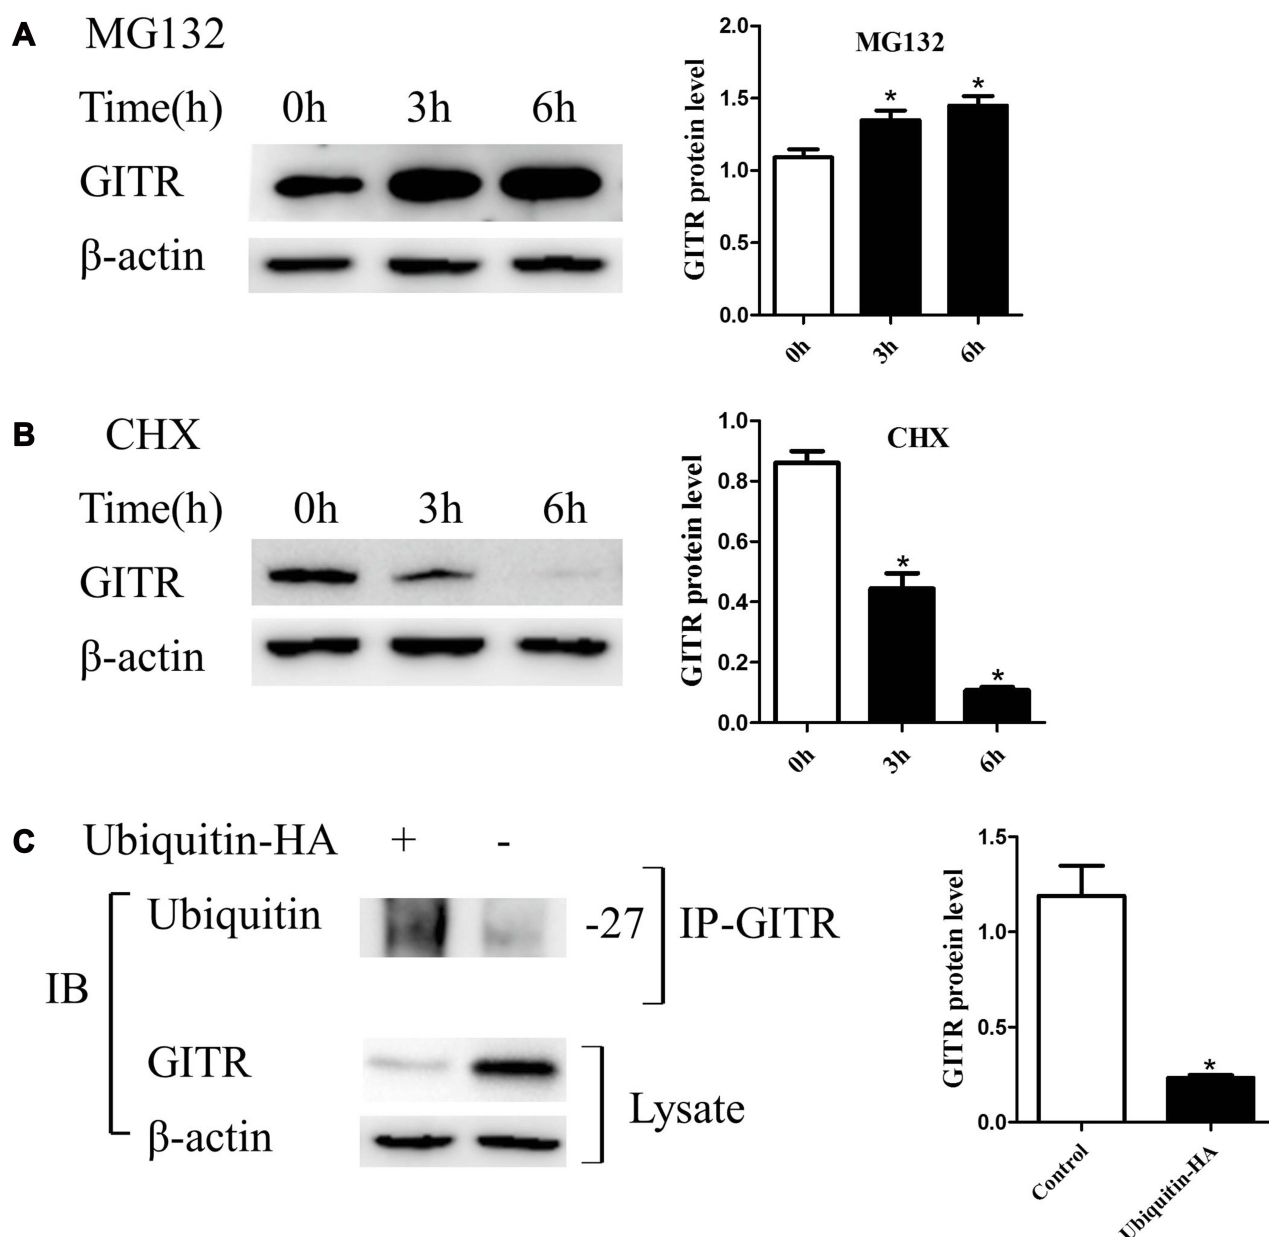 A
MG132
Time(h) 0h 3h 6h
GITR
β-actin
GITR protein level
2.0
1.5
1.0
0.5
0.0
MG132
*
*
0h 3h 6h
B
CHX
Time(h) 0h 3h 6h
GITR
β-actin
GITR protein level
1.0
0.8
0.6
0.4
0.2
0.0
CHX
*
*
0h 3h 6h
C
Ubiquitin-HA + -
IB
Ubiquitin -27 IP-GITR
GITR
β-actin
Lysate
GITR protein level
1.5
1.0
0.5
0.0
*
Control Ubiquitin-HA